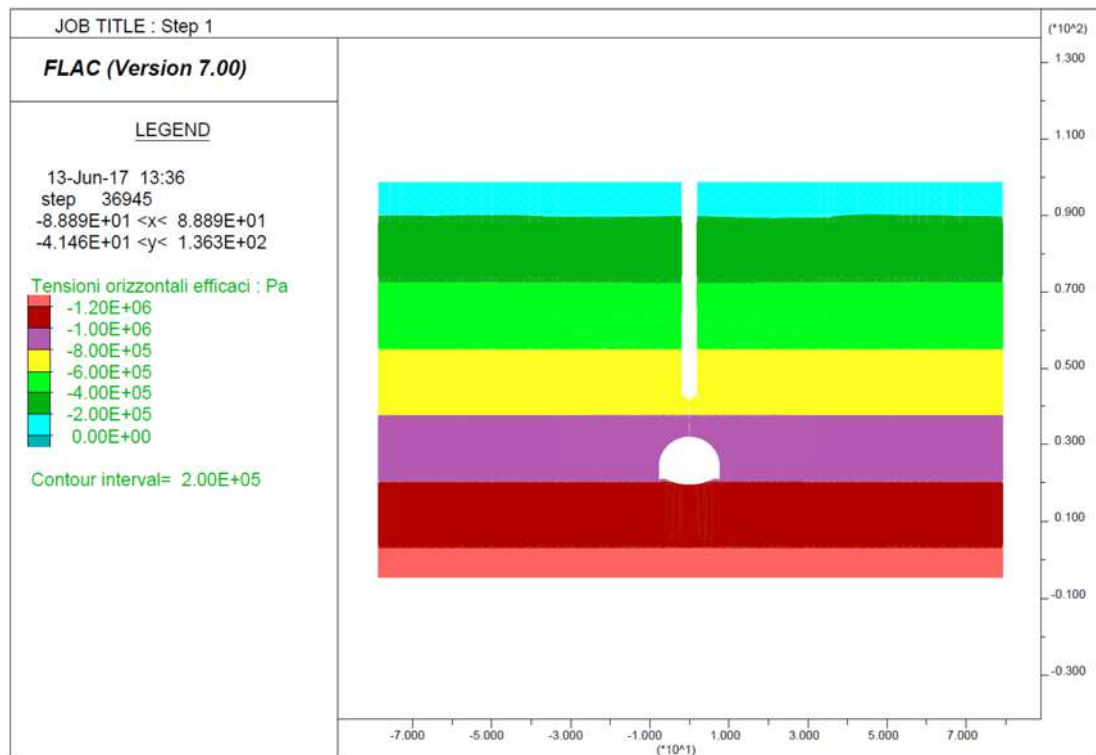 JOB TITLE : Step 1
FLAC (Version 7.00)
LEGEND
13-Jun-17 13:36
step 36945
-8.889E+01 <x< 8.889E+01
-4.146E+01 <y< 1.363E+02
Tensioni orizzontali efficaci : Pa
-1.20E+06
-1.00E+06
-8.00E+05
-6.00E+05
-4.00E+05
-2.00E+05
0.00E+00
Contour interval= 2.00E+05
(*10^2)
1.300
1.100
0.900
0.700
0.500
0.300
0.100
-0.100
-0.300
-7.000 -5.000 -3.000 -1.000 1.000 3.000 5.000 7.000
(*10^1)